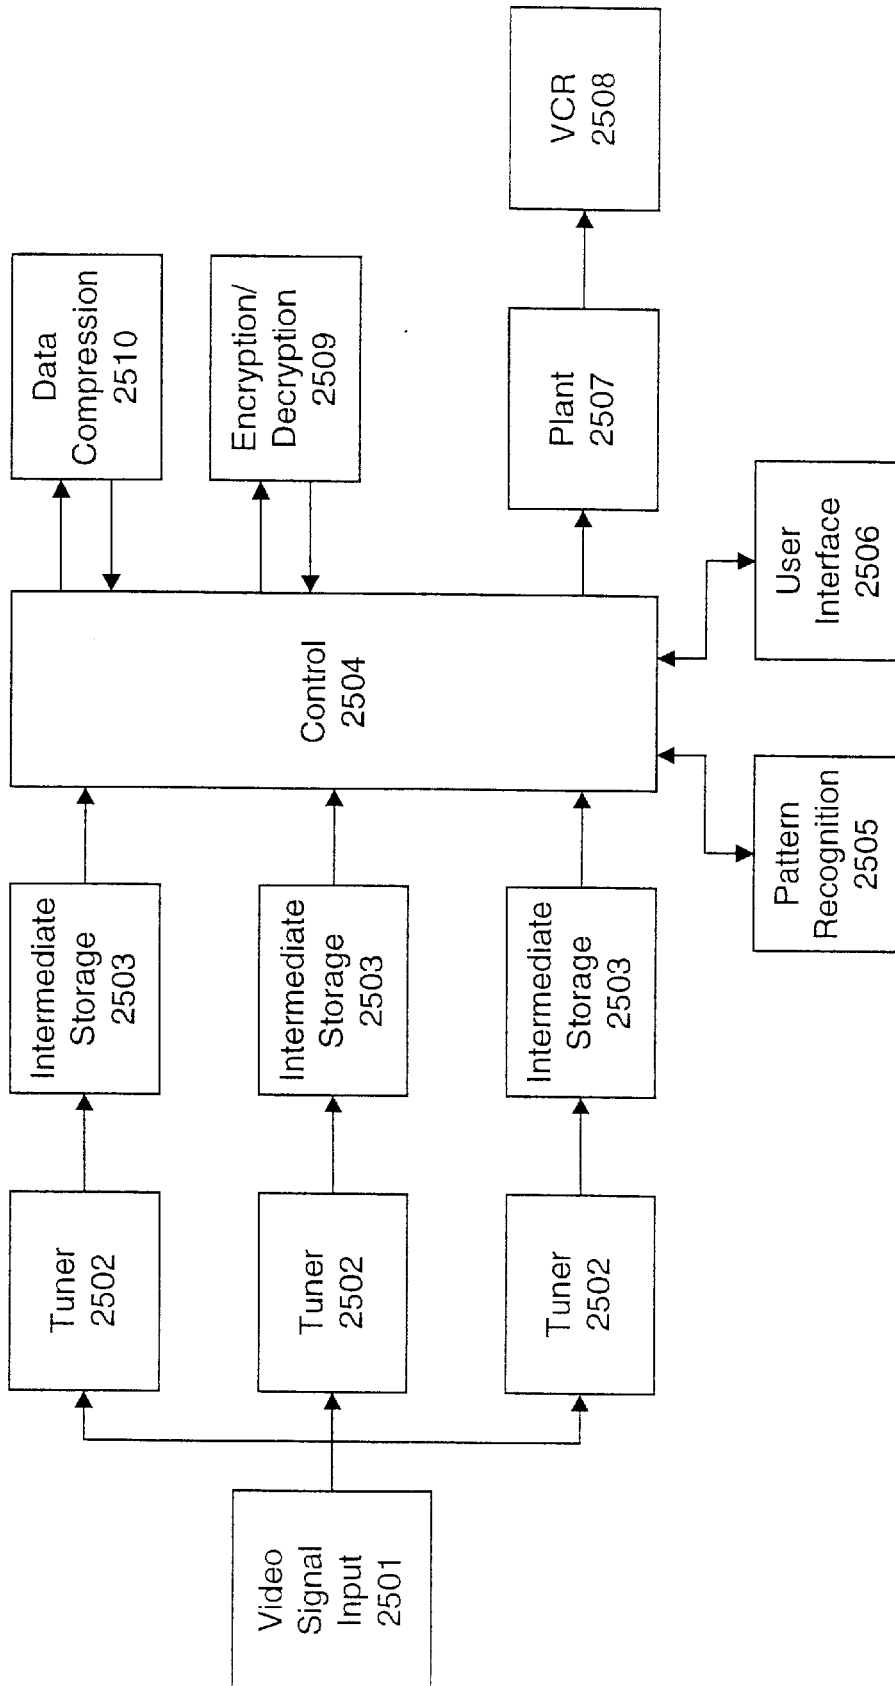 Video
Signal
Input
2501
Tuner
2502
Tuner
2502
Tuner
2502
Intermediate
Storage
2503
Intermediate
Storage
2503
Intermediate
Storage
2503
Control
2504
Pattern
Recognition
2505
User
Interface
2506
Data
Compression
2510
Encryption/
Decryption
2509
Plant
2507
VCR
2508